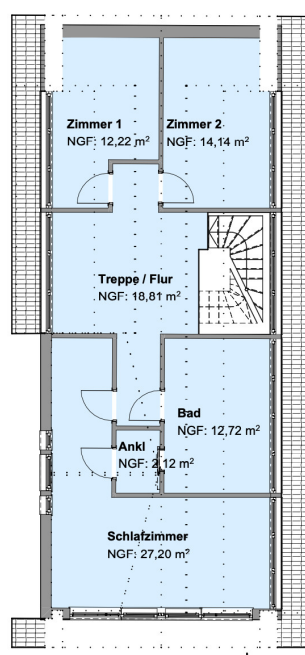 Zimmer 1
NGF: 12,22 m²
Zimmer 2
NGF: 14,14 m²
Treppe / Flur
NGF: 18,81 m²
Bad
NGF: 12,72 m²
Ankl
NGF: 2,12 m²
Schlafzimmer
NGF: 27,20 m²